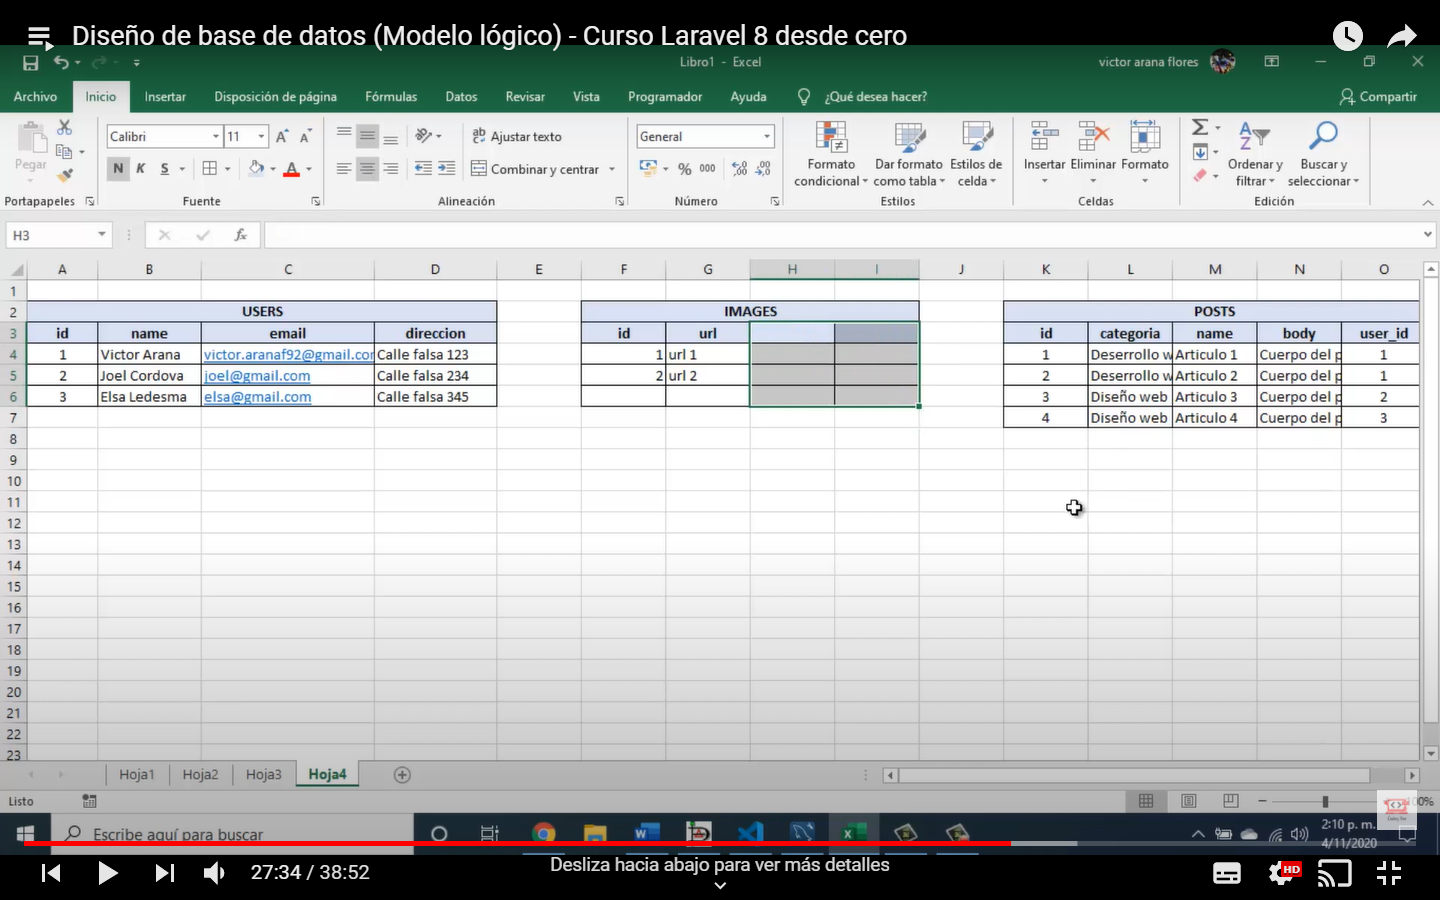 Diseño de base de datos (Modelo lógico) - Curso Laravel 8 desde cero
Libro1 - Excel
victor arana flores
Archivo Inicio Insertar Disposición de página Fórmulas Datos Revisar Vista Programador Ayuda ¿Qué desea hacer? Compartir
Pegar
Calibri 11
Ajustar texto
General
N K S
Combinar y centrar
% 000
Formato condicional
Dar formato como tabla
Estilos de celda
Insertar Eliminar Formato
Ordenar y filtrar
Buscar y seleccionar
Portapapeles Fuente Alineación Número Estilos Celdas Edición
H3 fx
A B C D E F G H I J K L M N O
1
2 USERS IMAGES POSTS
3 id name email direccion id url id categoria name body user_id
4 1 Victor Arana victor.aranaf92@gmail.cor Calle falsa 123 1 url 1 1 Deserrollo w Articulo 1 Cuerpo del p 1
5 2 Joel Cordova joel@gmail.com Calle falsa 234 2 url 2 2 Deserrollo w Articulo 2 Cuerpo del p 1
6 3 Elsa Ledesma elsa@gmail.com Calle falsa 345 3 Diseño web Articulo 3 Cuerpo del p 2
7 4 Diseño web Articulo 4 Cuerpo del p 3
8
9
10
11
12
13
14
15
16
17
18
19
20
21
22
23
Hoja1 Hoja2 Hoja3 Hoja4
Listo
Escribe aquí para buscar
2:10 p. m.
4/11/2020
27:34 / 38:52
Desliza hacia abajo para ver más detalles
HD